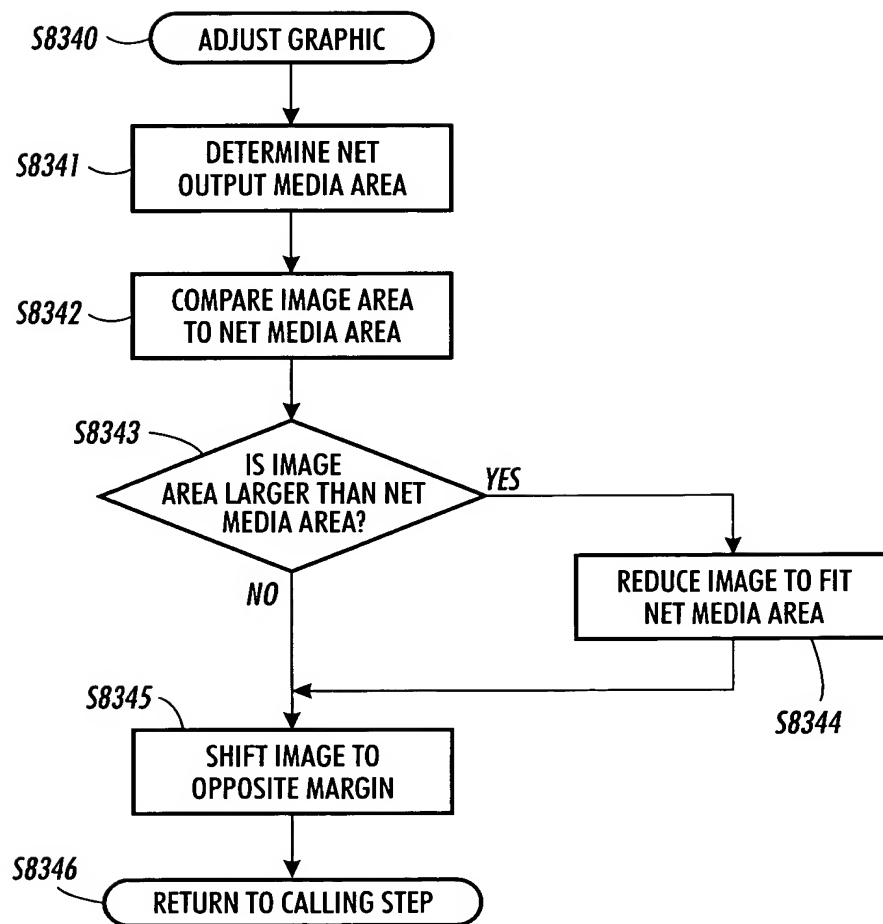 S8340
ADJUST GRAPHIC
S8341
DETERMINE NET
OUTPUT MEDIA AREA
S8342
COMPARE IMAGE AREA
TO NET MEDIA AREA
S8343
IS IMAGE
AREA LARGER THAN NET
MEDIA AREA?
YES
NO
REDUCE IMAGE TO FIT
NET MEDIA AREA
S8344
S8345
SHIFT IMAGE TO
OPPOSITE MARGIN
S8346
RETURN TO CALLING STEP